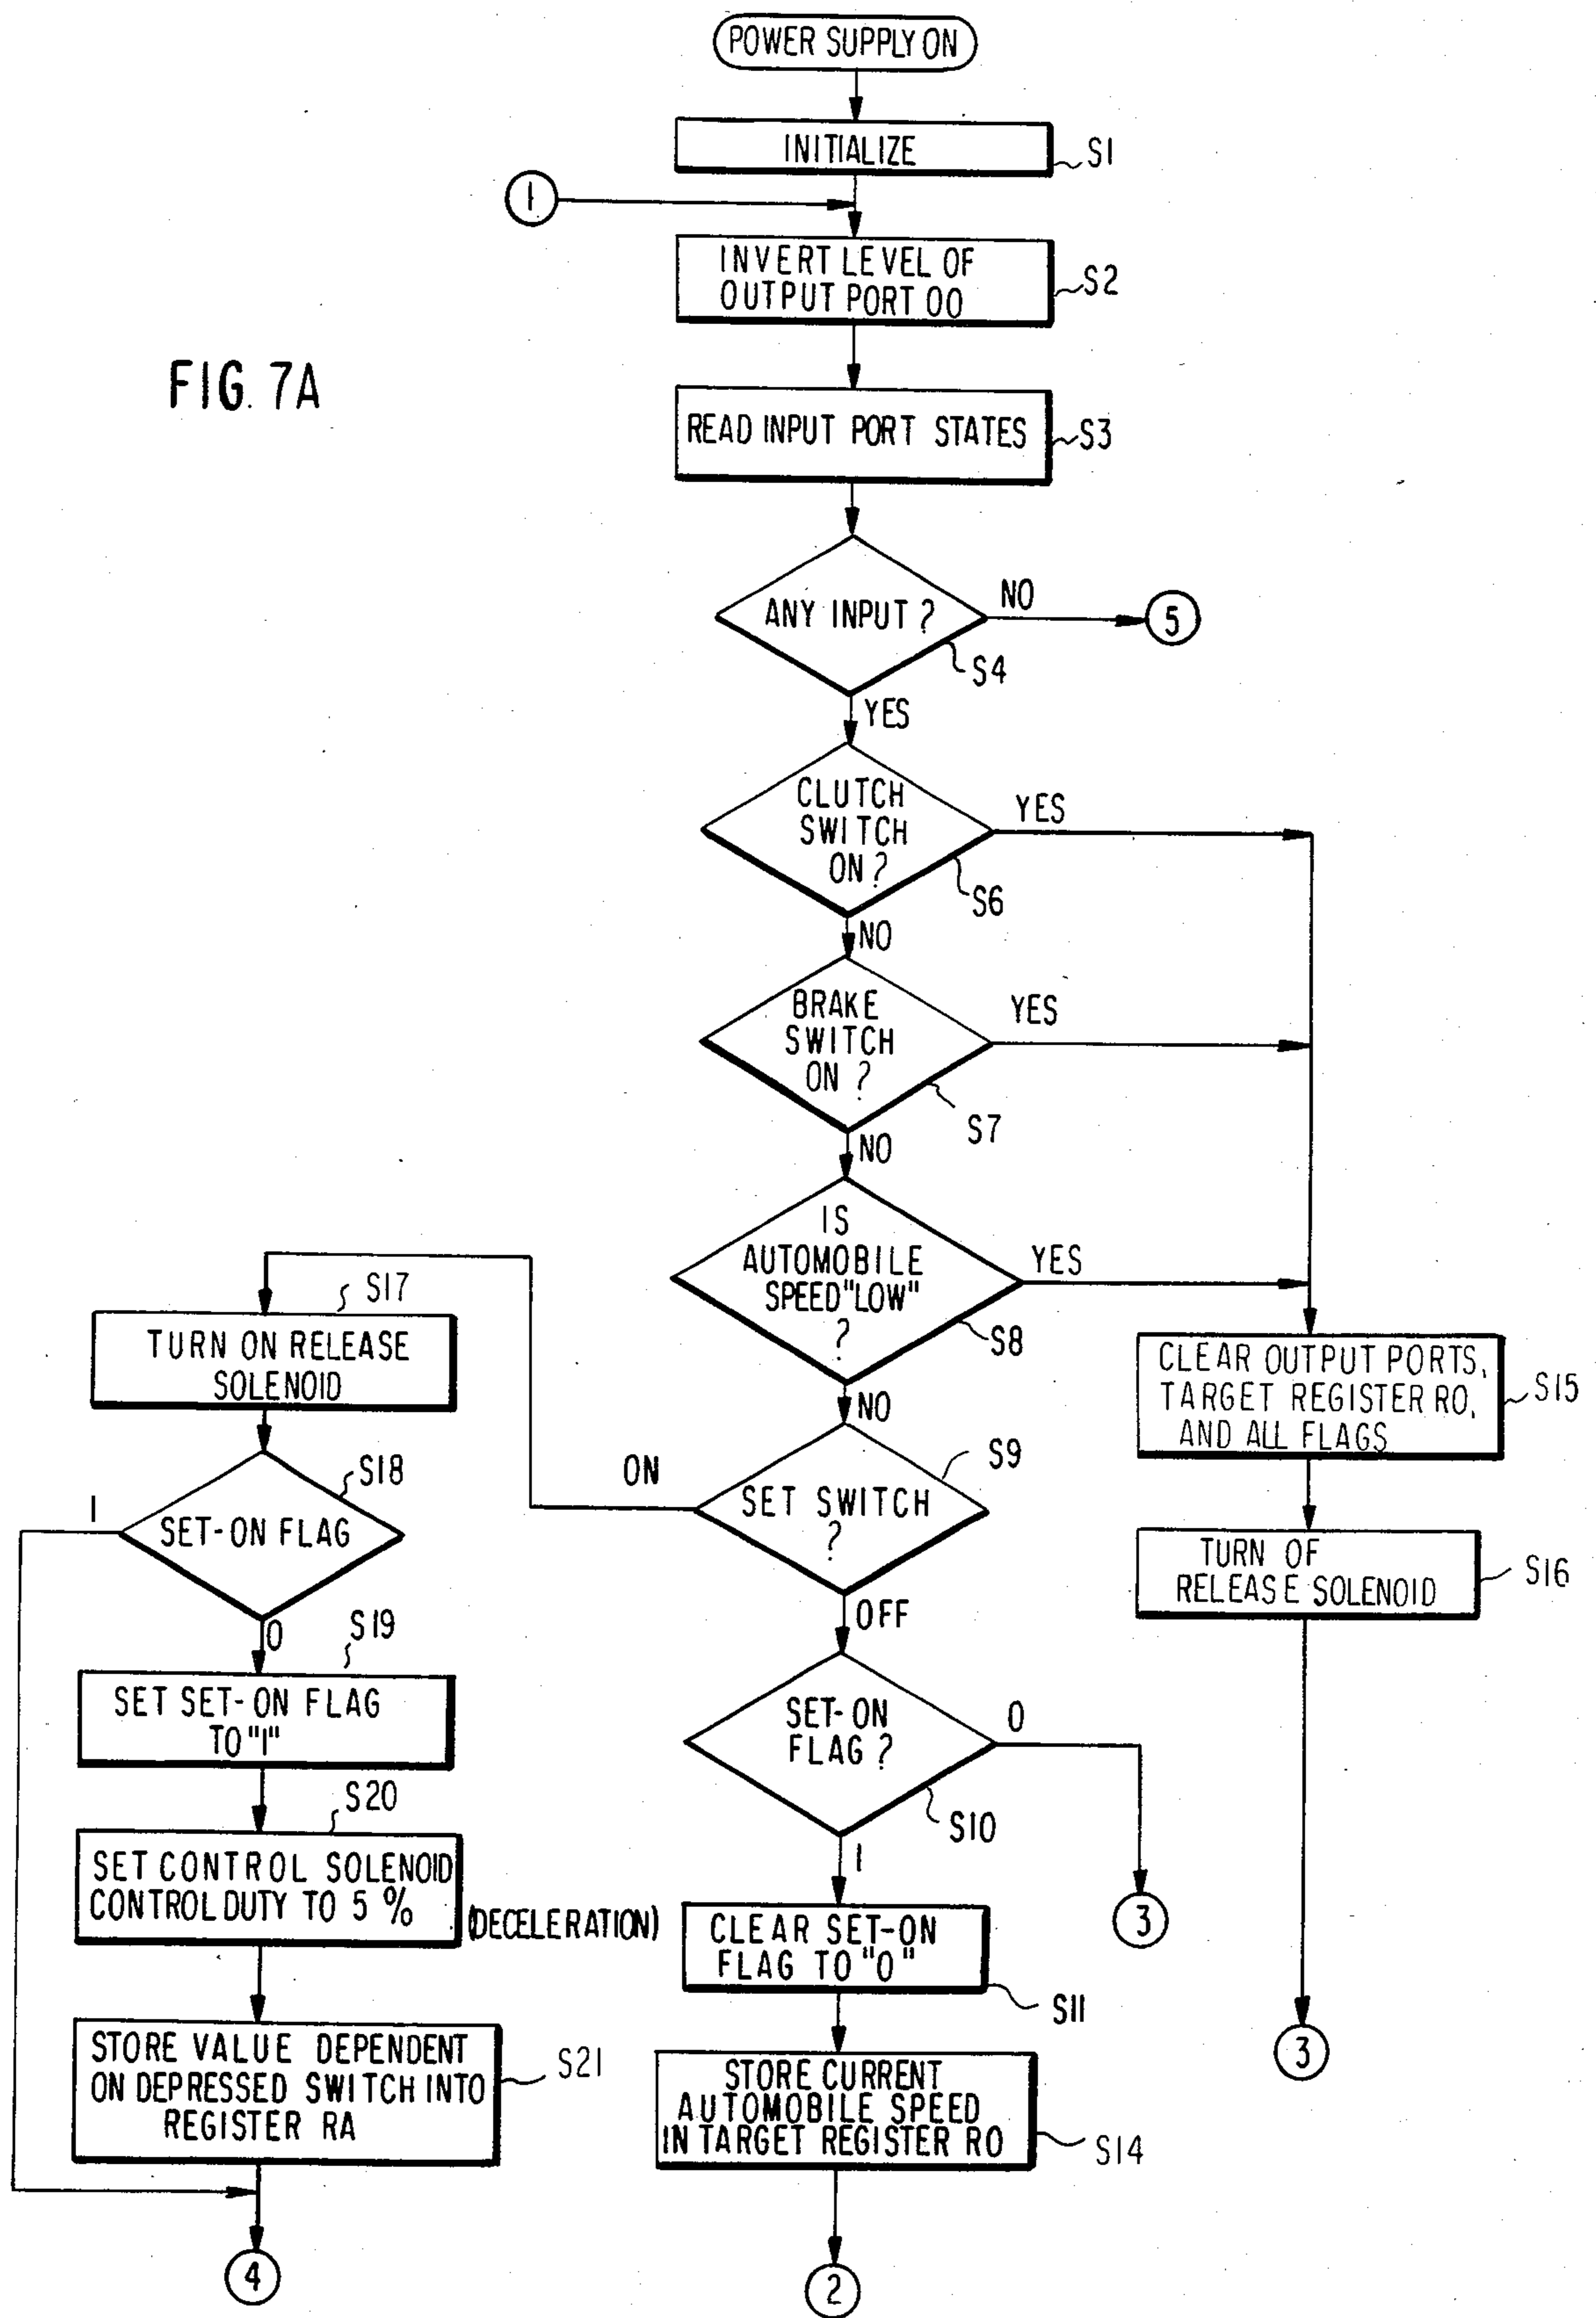 POWER SUPPLY ON
INITIALIZE
S1
1
INVERT LEVEL OF
OUTPUT PORT 00
S2
FIG. 7A
READ INPUT PORT STATES
S3
ANY INPUT ?
NO
5
S4
YES
CLUTCH
SWITCH
ON ?
YES
S6
NO
BRAKE
SWITCH
ON ?
YES
S7
NO
IS
AUTOMOBILE
SPEED "LOW"
?
YES
S8
NO
S17
TURN ON RELEASE
SOLENOID
CLEAR OUTPUT PORTS,
TARGET REGISTER RO,
AND ALL FLAGS
S15
S9
SET SWITCH
?
ON
OFF
S18
SET-ON FLAG
1
0
TURN OF
RELEASE SOLENOID
S16
S19
SET SET-ON FLAG
TO "1"
SET-ON
FLAG ?
0
S10
1
3
S20
SET CONTROL SOLENOID
CONTROL DUTY TO 5 %
(DECELERATION)
CLEAR SET-ON
FLAG TO "0"
S11
3
STORE VALUE DEPENDENT
ON DEPRESSED SWITCH INTO
REGISTER RA
S21
STORE CURRENT
AUTOMOBILE SPEED
IN TARGET REGISTER RO
S14
4
2